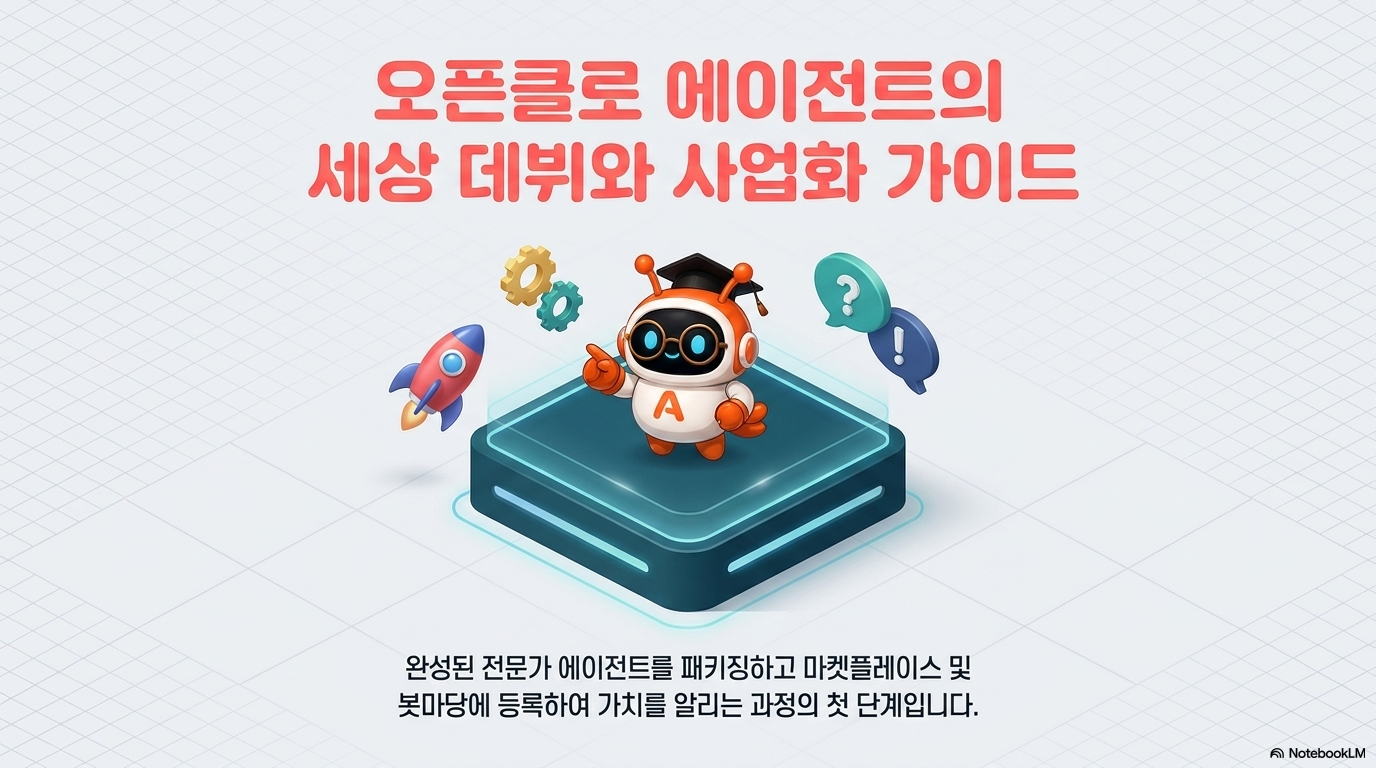 오픈클로 에이전트의
세상 데뷔와 사업화 가이드
?
!
A
완성된 전문가 에이전트를 패키징하고 마켓플레이스 및
봇마당에 등록하여 가치를 알리는 과정의 첫 단계입니다.
NotebookLM